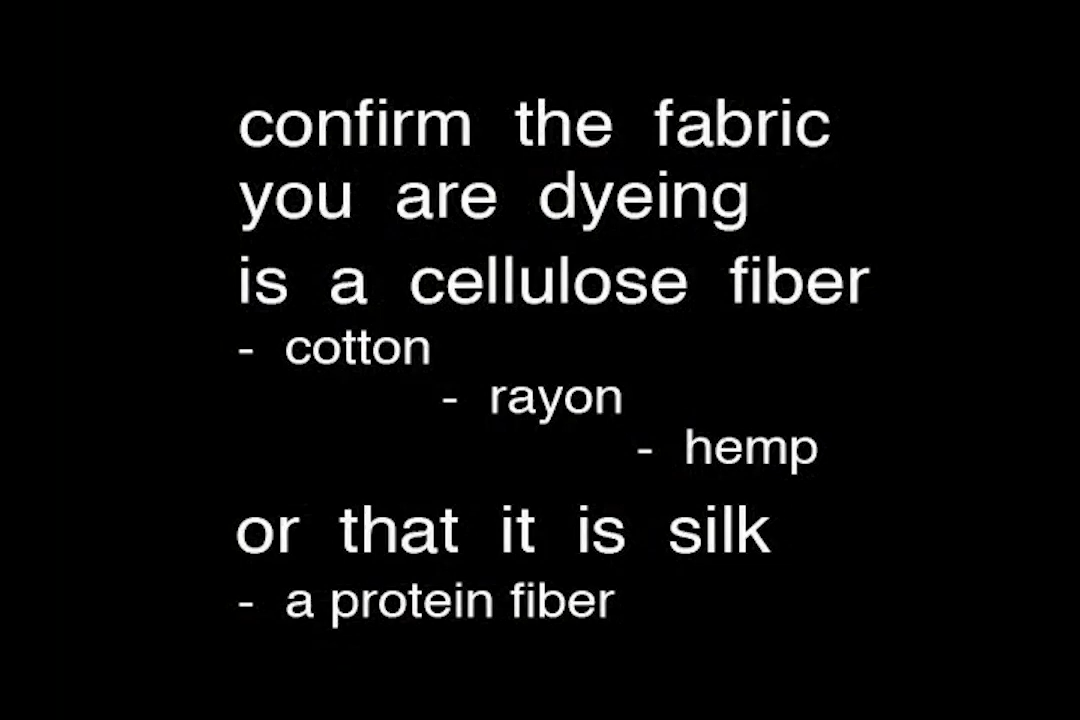 confirm the fabric
you are dyeing
is a cellulose fiber
- cotton
- rayon
- hemp
or that it is silk
- a protein fiber